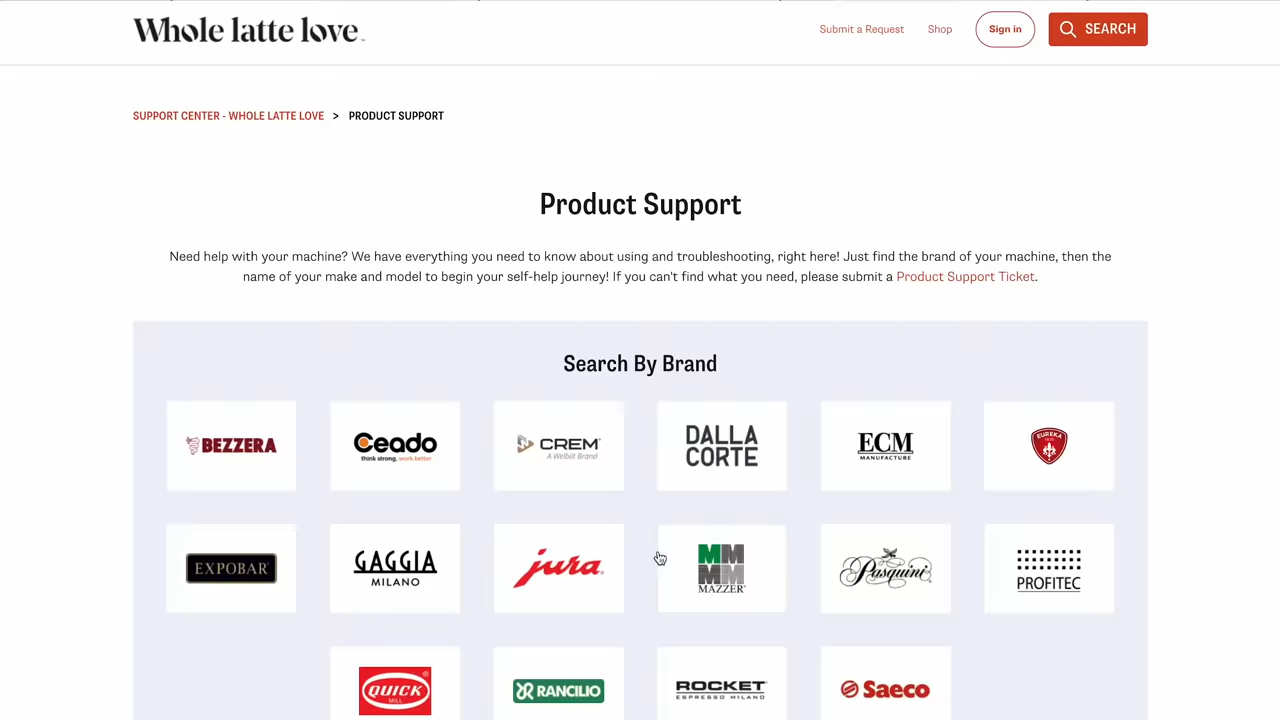 Whole latte love
Submit a Request
Shop
Sign in
SEARCH
SUPPORT CENTER - WHOLE LATTE LOVE > PRODUCT SUPPORT
Product Support
Need help with your machine? We have everything you need to know about using and troubleshooting, right here! Just find the brand of your machine, then the
name of your make and model to begin your self-help journey! If you can't find what you need, please submit a Product Support Ticket.
Search By Brand
BEZZERA
Ceado
think strong, work better
CREM
A Welbilt Brand
DALLA
CORTE
ECM
MANUFACTURE
EUREKA
1920
EXPOBAR
GAGGIA
MILANO
jura
MAZZER
Pasquini
PROFITEC
QUICK
MILL
RANCILIO
ROCKET
ESPRESSO MILANO
Saeco